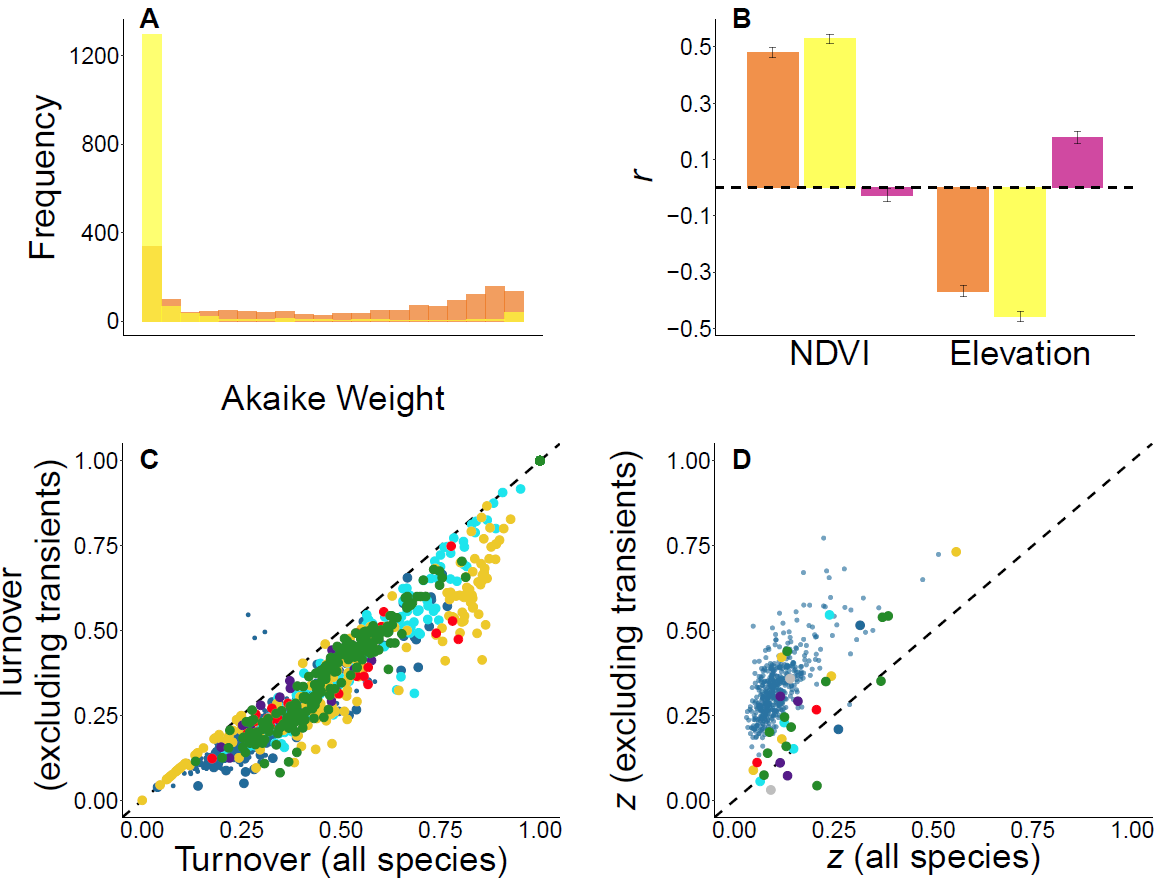 A
1200
800
400
0
Frequency
Akaike Weight
B
0.5
0.3
0.1
−0.1
−0.3
−0.5
r
NDVI
Elevation
C
1.00
0.75
0.50
0.25
0.00
Turnover
(excluding transients)
0.00
0.25
0.50
0.75
1.00
Turnover (all species)
D
1.00
0.75
0.50
0.25
0.00
z (excluding transients)
0.00
0.25
0.50
0.75
1.00
z (all species)